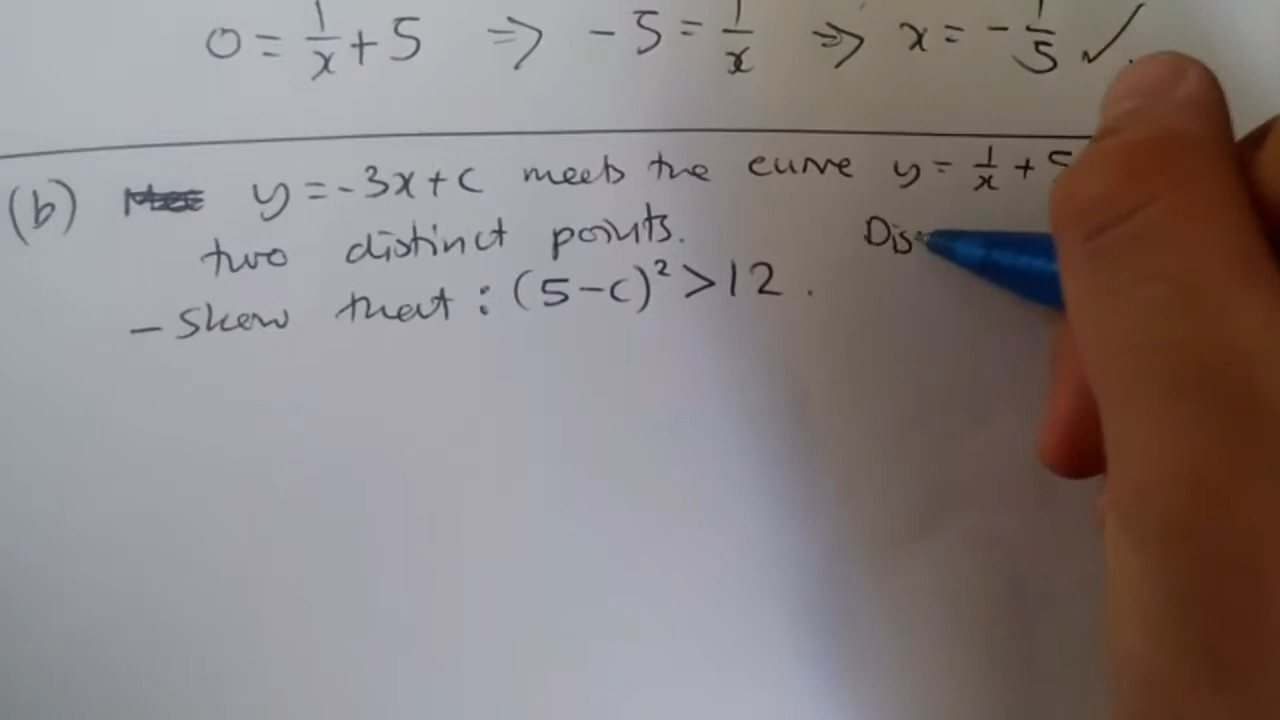 0 = 1/x + 5 ⇒ -5 = 1/x ⇒ x = -1/5 ✓.
(b) y = -3x + c meets the curve y = 1/x + 5
two distinct points. Dis
- Show that : (5-c)² > 12 .